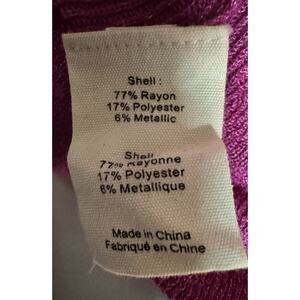 Shell :
77% Rayon
17% Polyester
6% Metallic
Shell
77% Rayonne
17% Polyester
6% Metallique
Made in China
Fabriqué en Chine